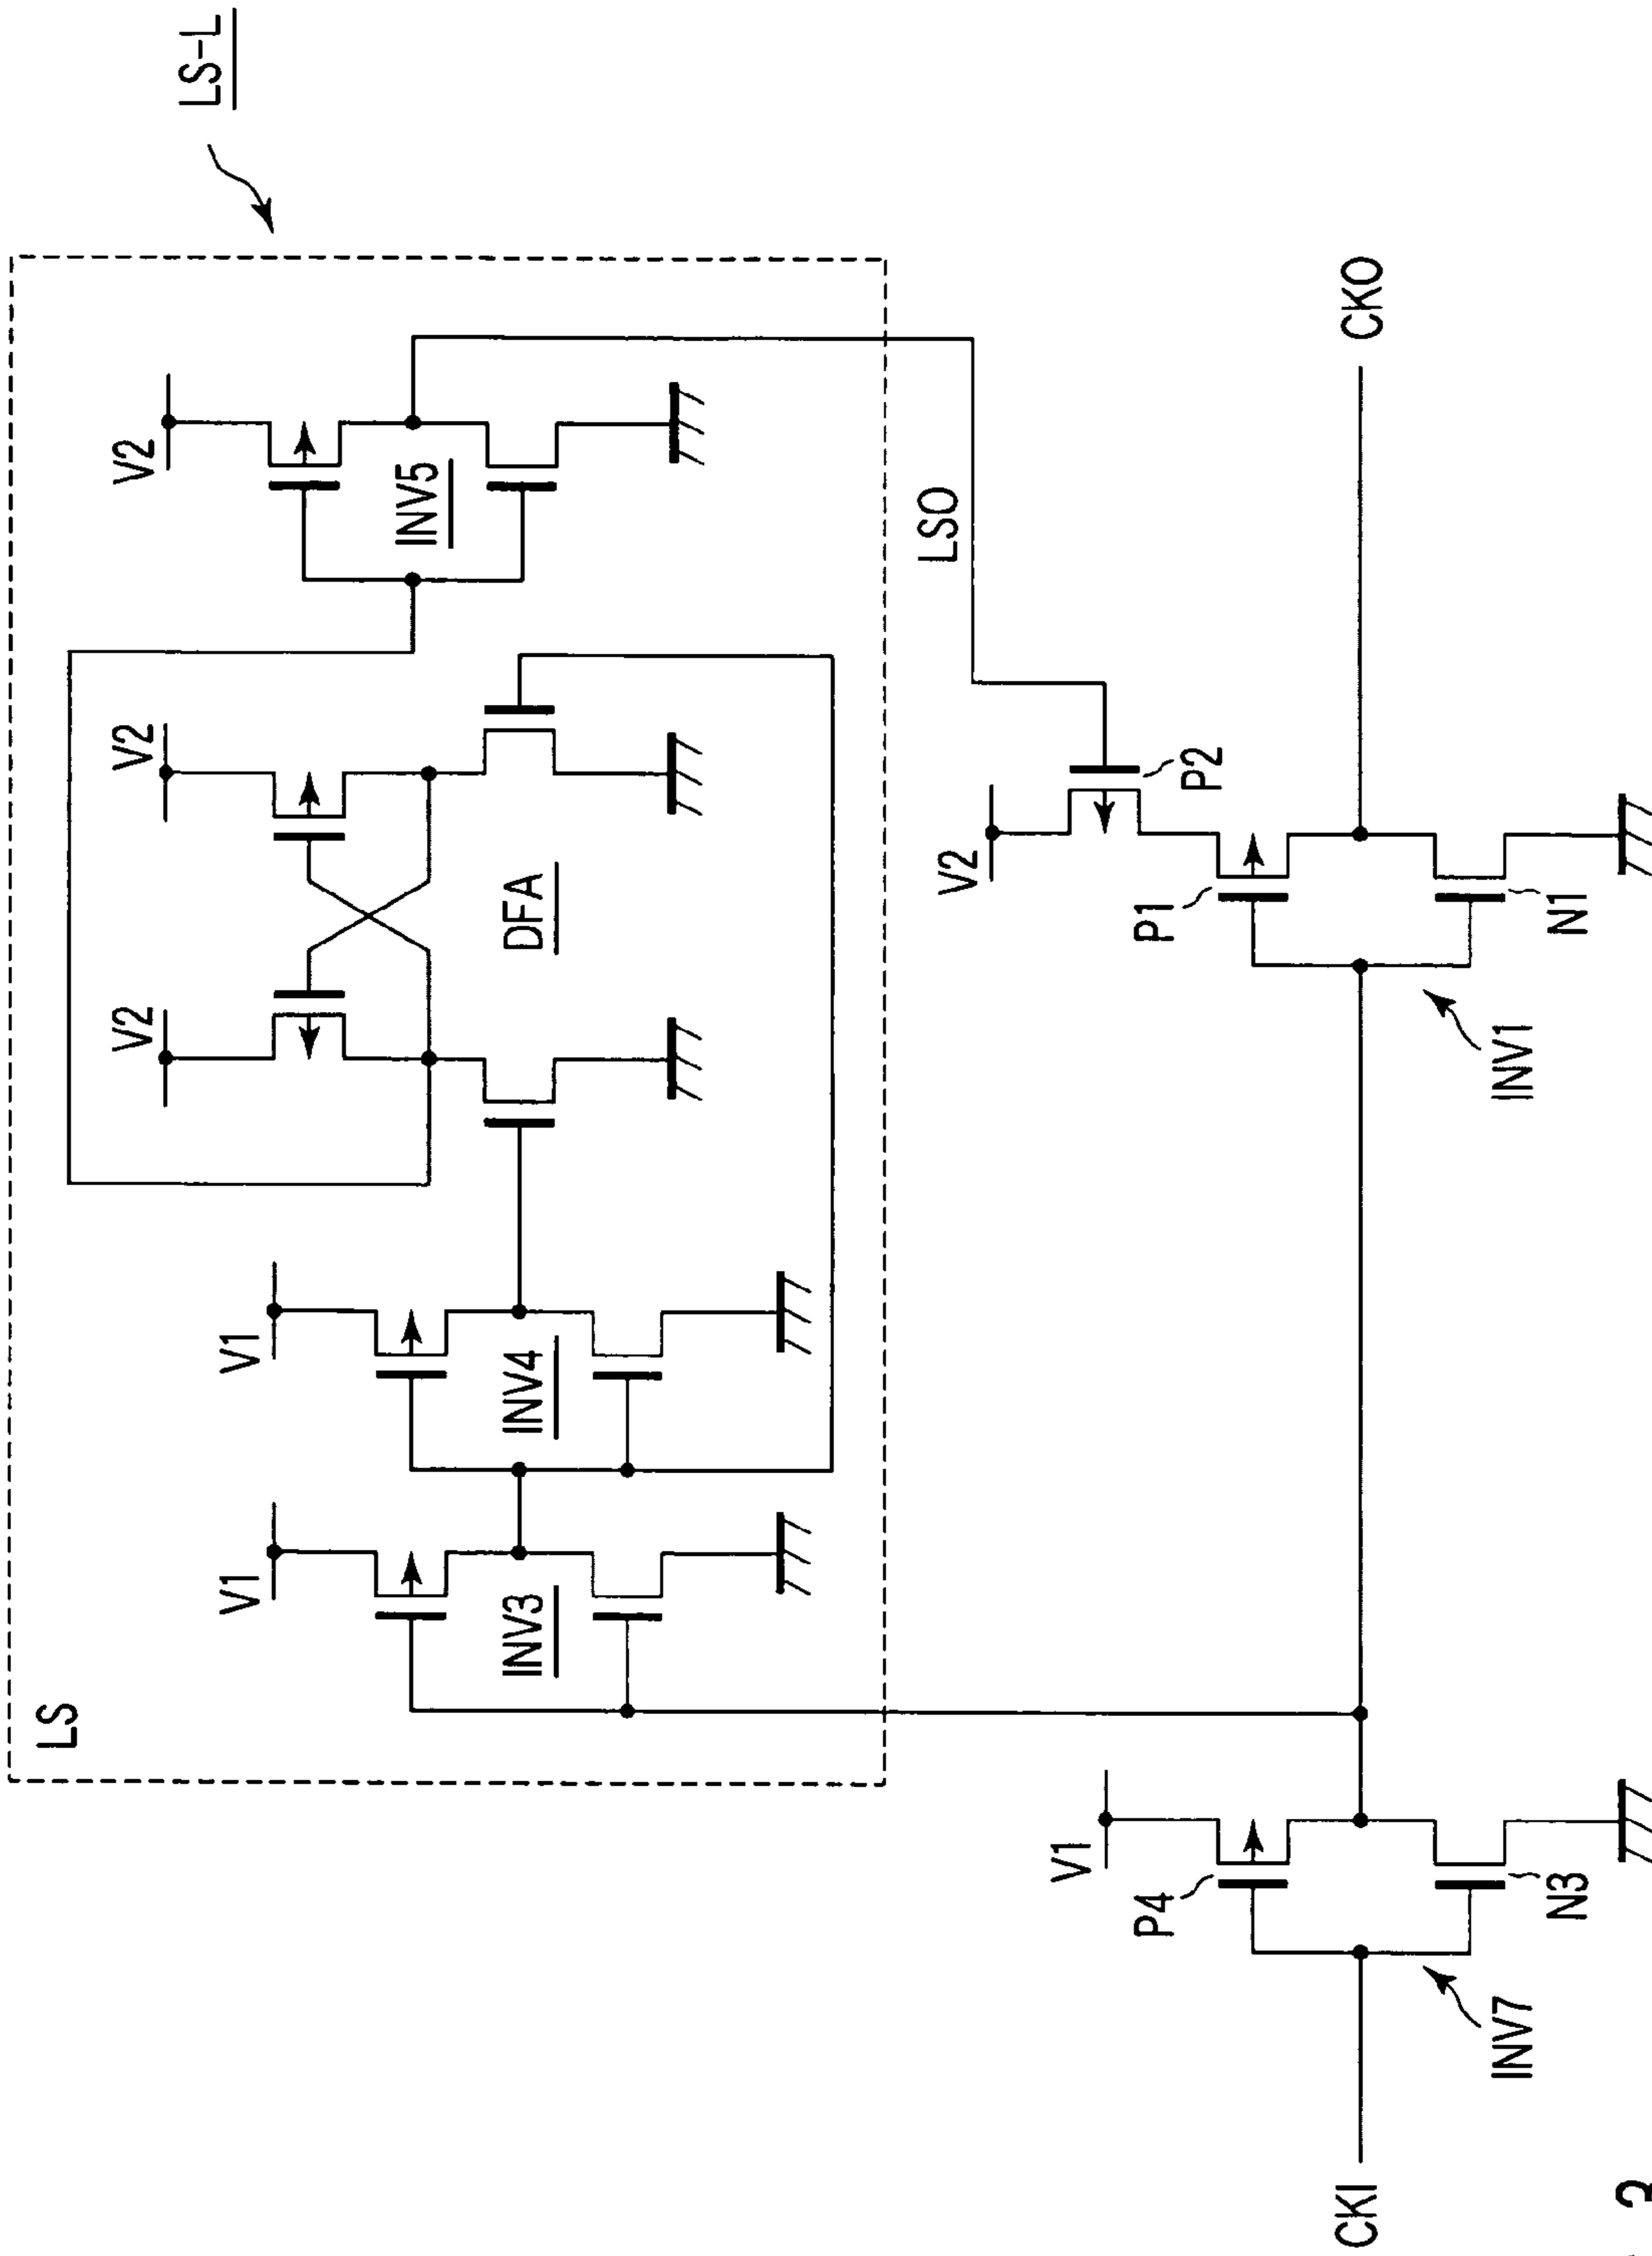 LS
V2
V2
V2
LS-L
V1
V1
INV5
INV3
INV4
DFA
LSO
V2
V1
P4
P1
P2
CKI
CKO
INV7
INV1
N3
N1